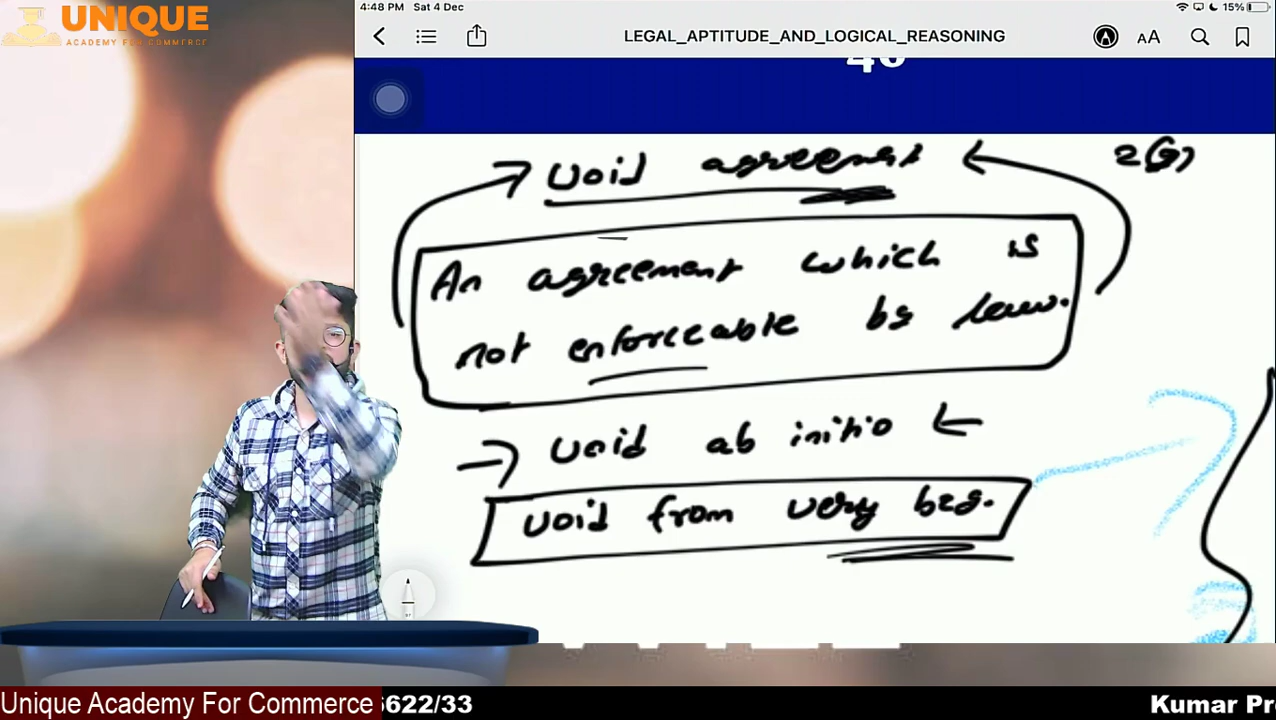 UNIQUE
ACADEMY FOR COMMERCE
4:48 PM Sat 4 Dec
15%
LEGAL_APTITUDE_AND_LOGICAL_REASONING
AA
void agreement
2(g)
An agreement which is
not enforceable by law.
void ab initio
void from very beg.
Unique Academy For Commerce
6622/33
Kumar Pr